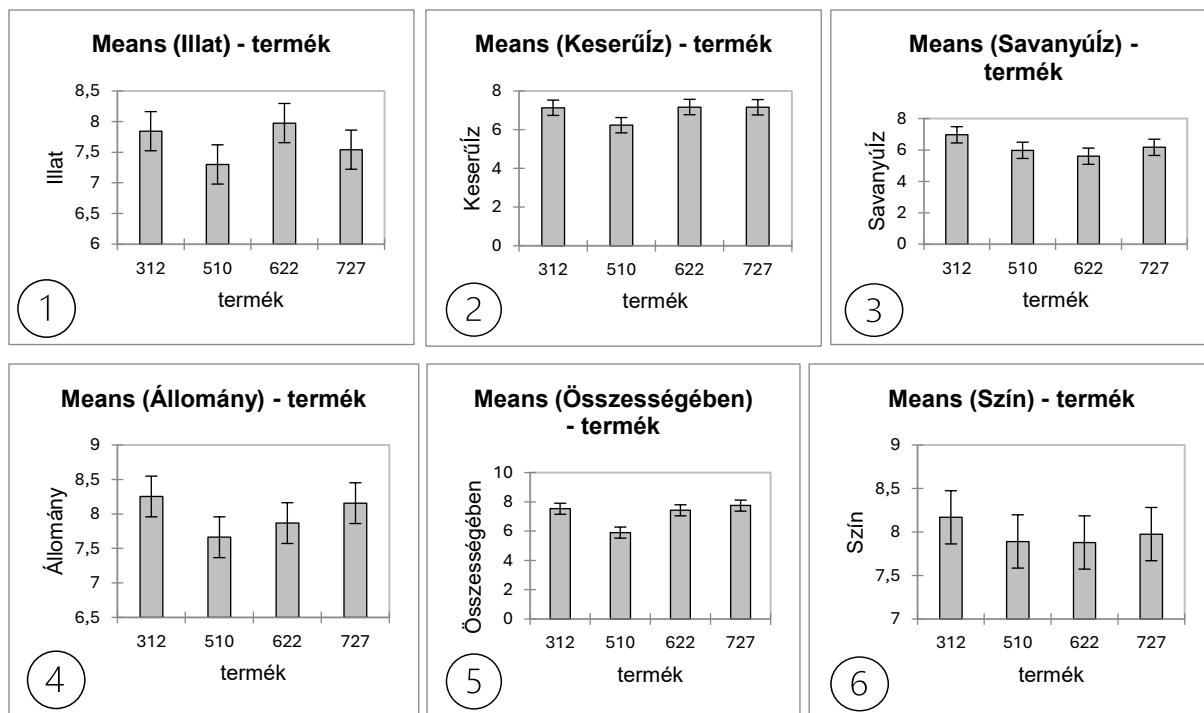 Means (Illat) - termék
8,5
8
7,5
7
6,5
6
Illat
312 510 622 727
termék
1
Means (KeserűÍz) - termék
8
6
4
2
0
KeserűÍz
312 510 622 727
termék
2
Means (SavanyúÍz) -
termék
8
6
4
2
0
SavanyúÍz
312 510 622 727
termék
3
Means (Állomány) - termék
9
8,5
8
7,5
7
6,5
Állomány
312 510 622 727
termék
4
Means (Összességében)
- termék
10
8
6
4
2
0
Összességében
312 510 622 727
termék
5
Means (Szín) - termék
9
8,5
8
7,5
7
Szín
312 510 622 727
termék
6